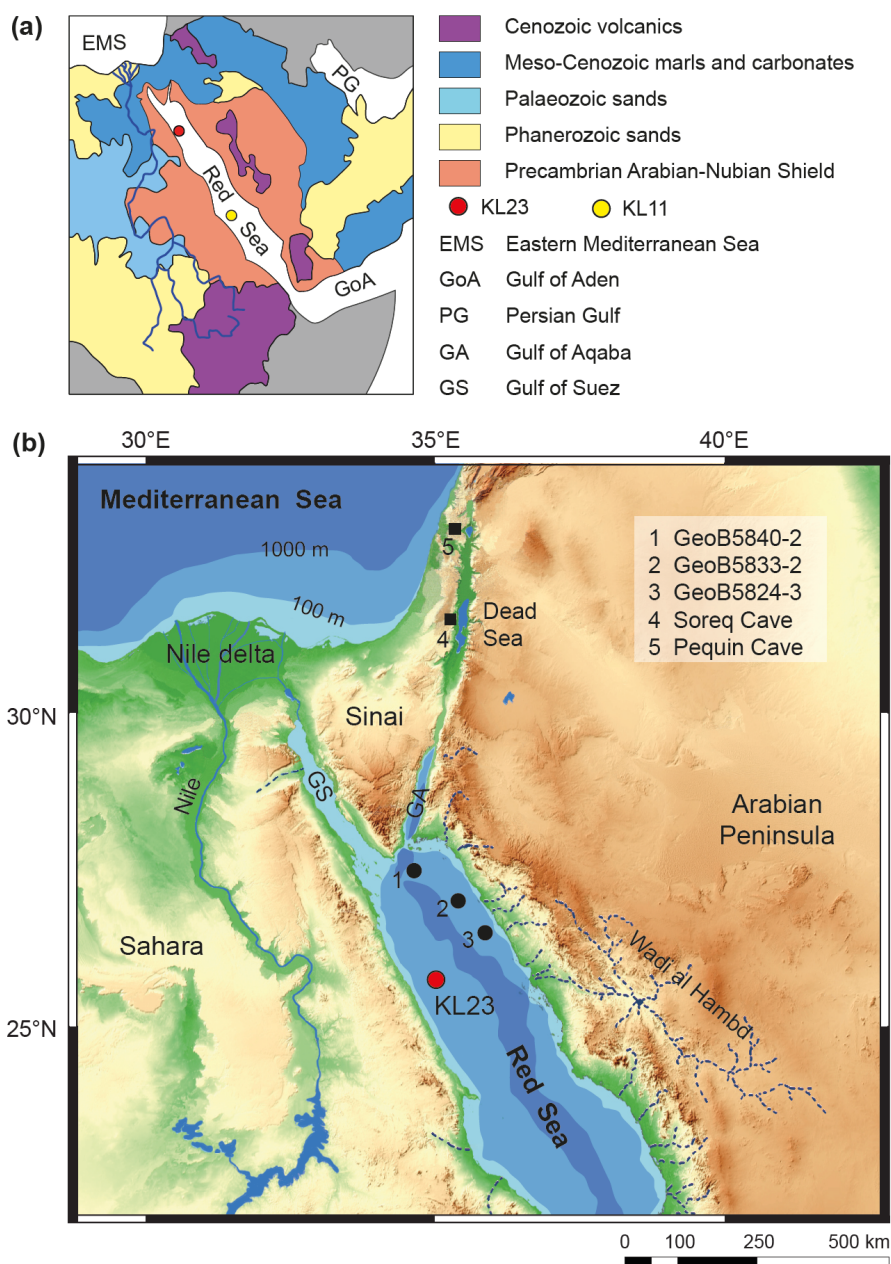 (a)
EMS
PG
Red Sea
GoA
Cenozoic volcanics
Meso-Cenozoic marls and carbonates
Palaeozoic sands
Phanerozoic sands
Precambrian Arabian-Nubian Shield
KL23 KL11
EMS Eastern Mediterranean Sea
GoA Gulf of Aden
PG Persian Gulf
GA Gulf of Aqaba
GS Gulf of Suez
(b)
30°E 35°E 40°E
Mediterranean Sea
1000 m
100 m
5
4
Dead
Sea
1 GeoB5840-2
2 GeoB5833-2
3 GeoB5824-3
4 Soreq Cave
5 Pequin Cave
Nile delta
30°N
Sinai
Nile
GS
GA
Arabian
Peninsula
1
2
3
Sahara
KL23
Wadi al Hambd
25°N
Red Sea
0 100 250 500 km